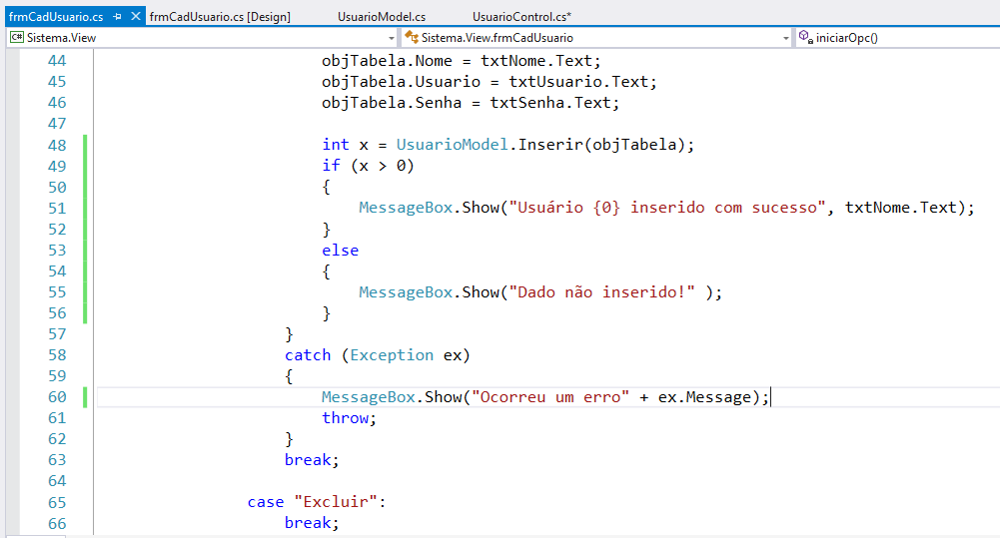 frmCadUsuario.cs frmCadUsuario.cs [Design] UsuarioModel.cs UsuarioControl.cs*
C# Sistema.View Sistema.View.frmCadUsuario iniciarOpc()
44 objTabela.Nome = txtNome.Text;
45 objTabela.Usuario = txtUsuario.Text;
46 objTabela.Senha = txtSenha.Text;
47
48 int x = UsuarioModel.Inserir(objTabela);
49 if (x > 0)
50 {
51 MessageBox.Show("Usuário {0} inserido com sucesso", txtNome.Text);
52 }
53 else
54 {
55 MessageBox.Show("Dado não inserido!" );
56 }
57 }
58 catch (Exception ex)
59 {
60 MessageBox.Show("Ocorreu um erro" + ex.Message);
61 throw;
62 }
63 break;
64
65 case "Excluir":
66 break;